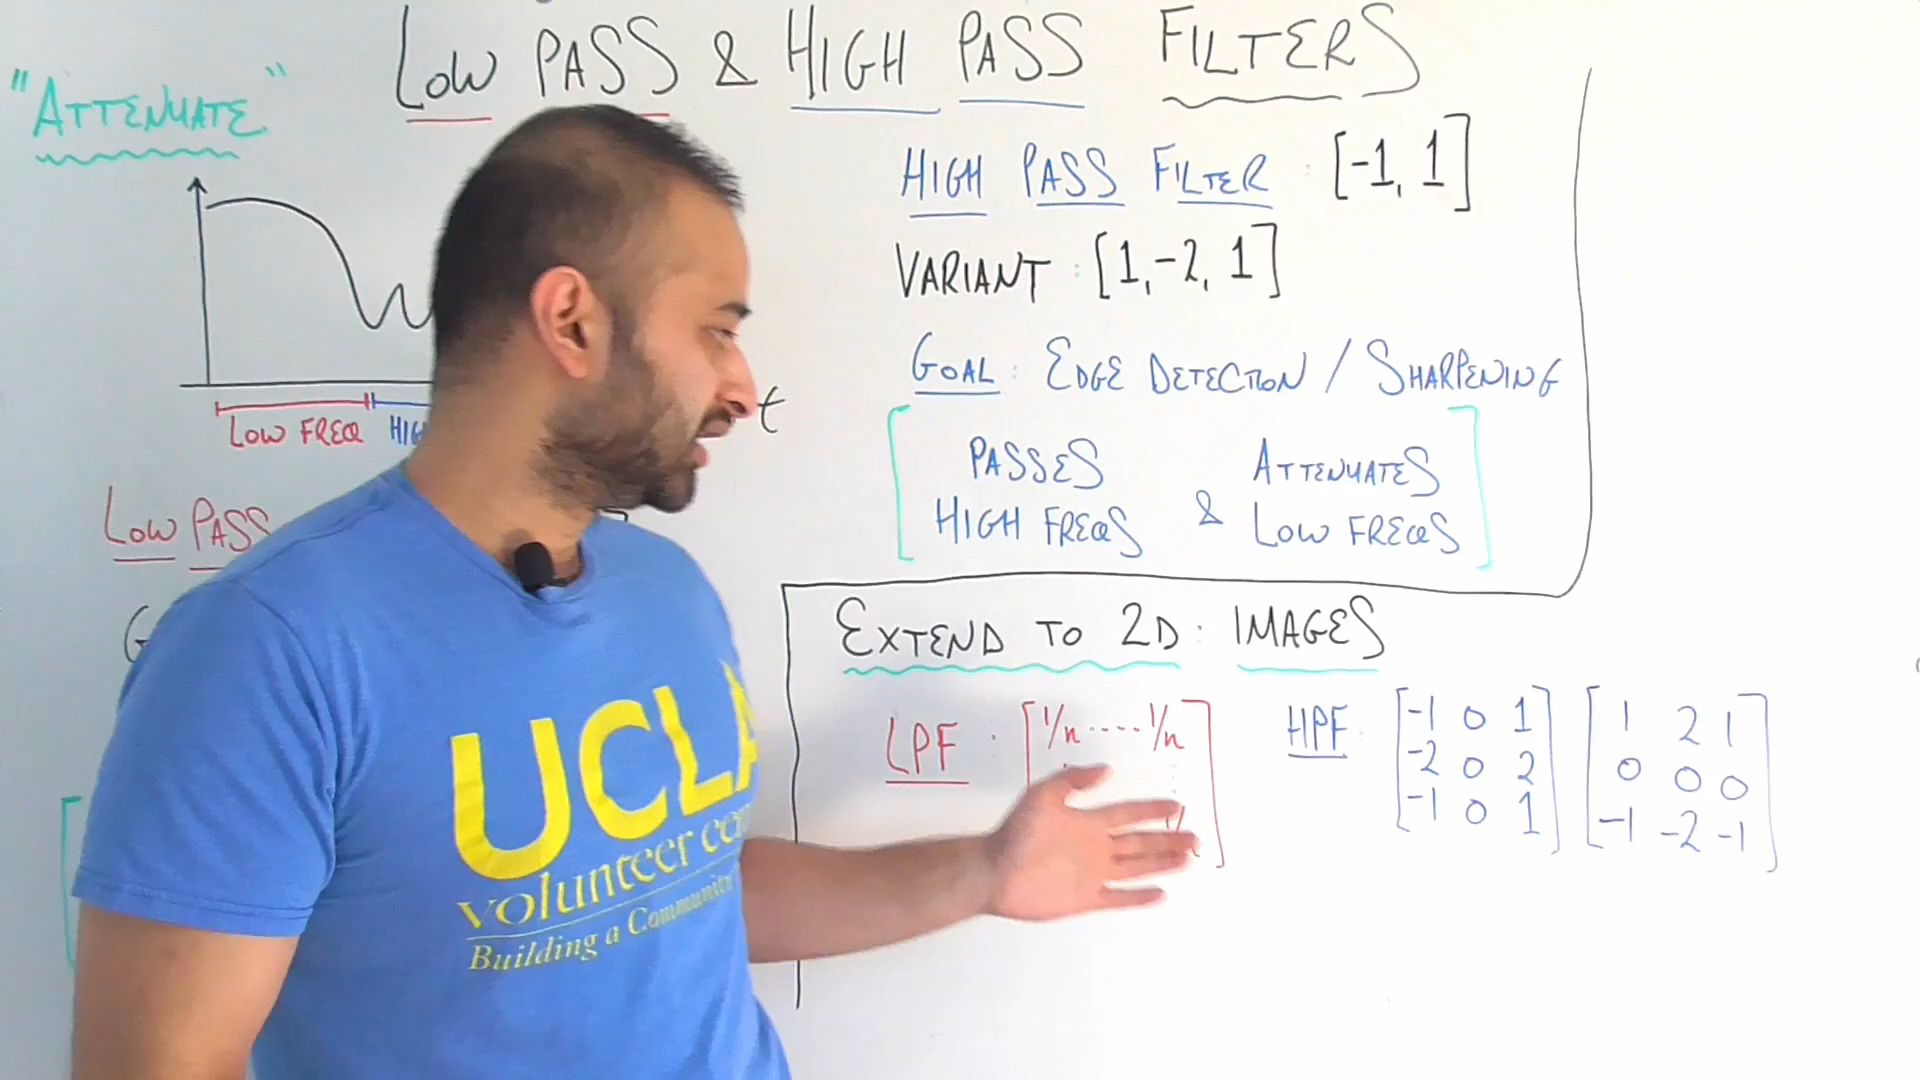 LOW PASS & HIGH PASS FILTERS
"ATTENUATE"
LOW FREQ
t
LOW PASS
HIGH PASS FILTER : [-1, 1]
VARIANT : [1, -2, 1]
GOAL : EDGE DETECTION / SHARPENING
PASSES HIGH FREQS & ATTENUATES LOW FREQS
EXTEND TO 2D : IMAGES
LPF : 1/n ····· 1/n
HPF :
-1 0 1
-2 0 2
-1 0 1
1 2 1
0 0 0
-1 -2 -1
UCLA
volunteer
Building a Community